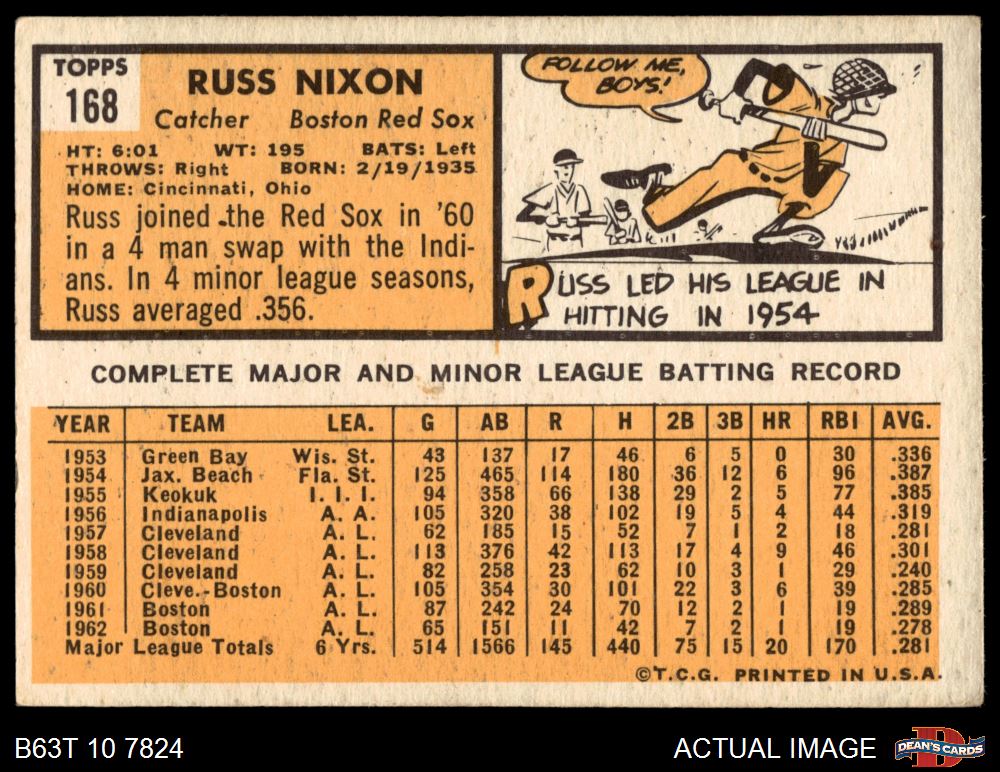 TOPPS
168
RUSS NIXON
Catcher Boston Red Sox
HT: 6:01 WT: 195 BATS: Left
THROWS: Right BORN: 2/19/1935
HOME: Cincinnati, Ohio
Russ joined the Red Sox in '60
in a 4 man swap with the Indi-
ans. In 4 minor league seasons,
Russ averaged .356.
FOLLOW ME,
BOYS!
RUSS LED HIS LEAGUE IN
HITTING IN 1954
COMPLETE MAJOR AND MINOR LEAGUE BATTING RECORD
YEAR TEAM LEA. G AB R H 2B 3B HR RBI AVG.
1953 Green Bay Wis. St. 43 137 17 46 6 5 0 30 .336
1954 Jax. Beach Fla. St. 125 465 114 180 36 12 6 96 .387
1955 Keokuk I. I. I. 94 358 66 138 29 2 5 77 .385
1956 Indianapolis A. A. 105 320 38 102 19 5 4 44 .319
1957 Cleveland A. L. 62 185 15 52 7 1 2 18 .281
1958 Cleveland A. L. 113 376 42 113 17 4 9 46 .301
1959 Cleveland A. L. 82 258 23 62 10 3 1 29 .240
1960 Cleve.-Boston A. L. 105 354 30 101 22 3 6 39 .285
1961 Boston A. L. 87 242 24 70 12 2 1 19 .289
1962 Boston A. L. 65 151 11 42 7 2 1 19 .278
Major League Totals 6 Yrs. 514 1566 145 440 75 15 20 170 .281
©T.C.G. PRINTED IN U.S.A.
B63T 10 7824
ACTUAL IMAGE
DEAN'S CARDS